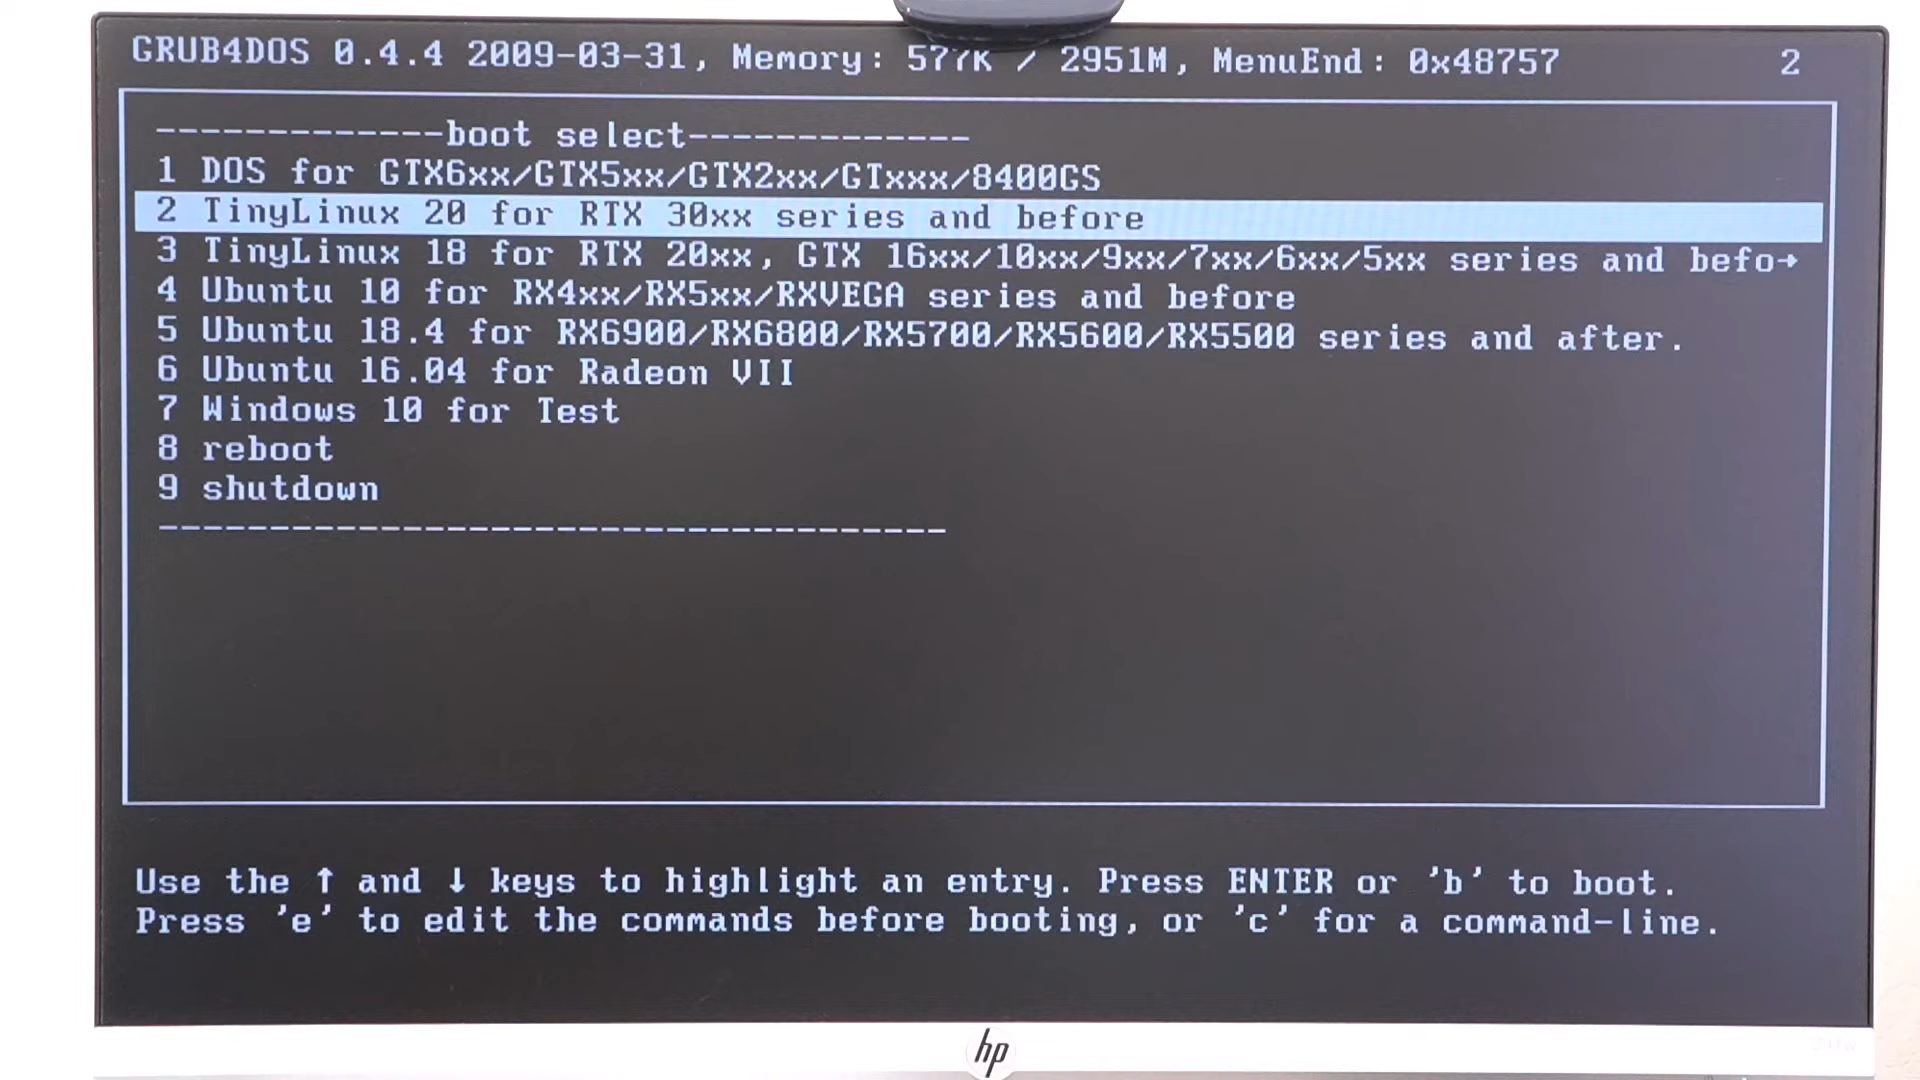 GRUB4DOS 0.4.4 2009-03-31, Memory: 577K / 2951M, MenuEnd: 0x48757 2
-------------boot select-------------
1 DOS for GTX6xx/GTX5xx/GTX2xx/GTxxx/8400GS
2 TinyLinux 20 for RTX 30xx series and before
3 TinyLinux 18 for RTX 20xx, GTX 16xx/10xx/9xx/7xx/6xx/5xx series and befo→
4 Ubuntu 10 for RX4xx/RX5xx/RXVEGA series and before
5 Ubuntu 18.4 for RX6900/RX6800/RX5700/RX5600/RX5500 series and after.
6 Ubuntu 16.04 for Radeon VII
7 Windows 10 for Test
8 reboot
9 shutdown
------------------------------------
Use the ↑ and ↓ keys to highlight an entry. Press ENTER or 'b' to boot.
Press 'e' to edit the commands before booting, or 'c' for a command-line.
hp